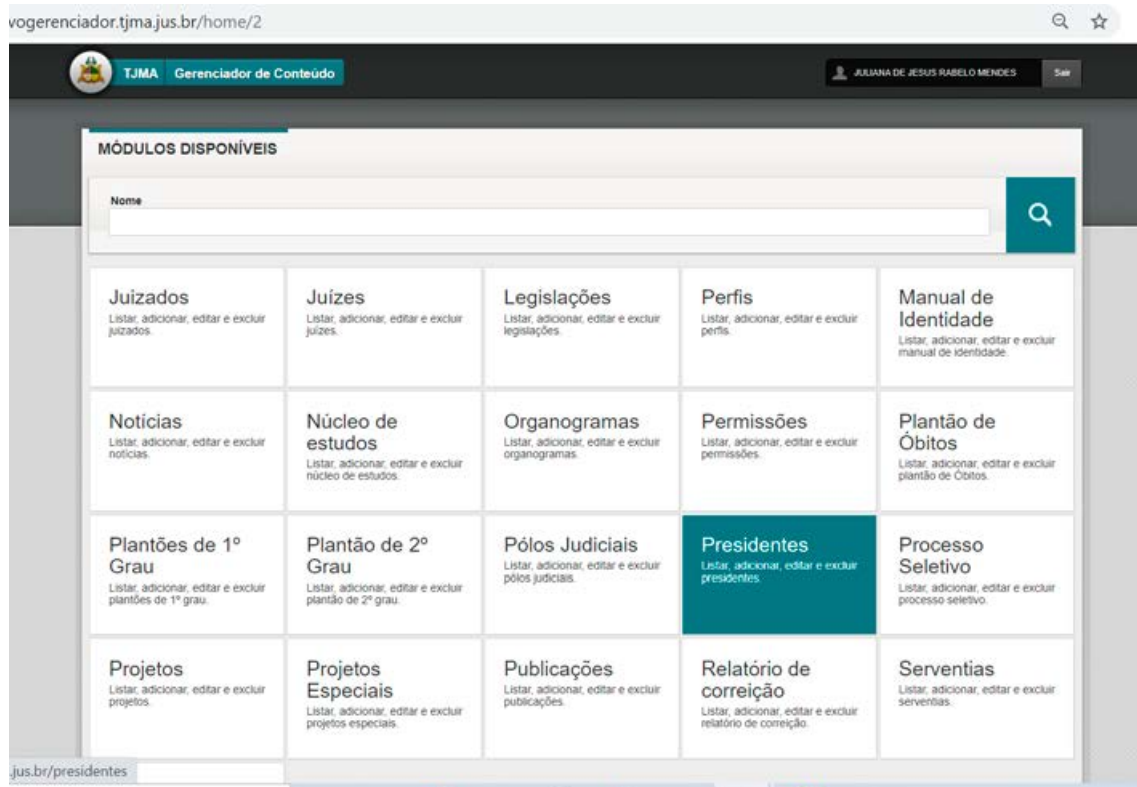 vogerenciador.tjma.jus.br/home/2
TJMA Gerenciador de Conteúdo
JULIANA DE JESUS RABELO MENDES
Sair
MÓDULOS DISPONÍVEIS
Nome
Juizados
Listar, adicionar, editar e excluir
juizados.
Juízes
Listar, adicionar, editar e excluir
juízes.
Legislações
Listar, adicionar, editar e excluir
legislações.
Perfis
Listar, adicionar, editar e excluir
perfis.
Manual de
Identidade
Listar, adicionar, editar e excluir
manual de identidade.
Notícias
Listar, adicionar, editar e excluir
notícias.
Núcleo de
estudos
Listar, adicionar, editar e excluir
núcleo de estudos.
Organogramas
Listar, adicionar, editar e excluir
organogramas.
Permissões
Listar, adicionar, editar e excluir
permissões.
Plantão de
Óbitos
Listar, adicionar, editar e excluir
plantão de Óbitos.
Plantões de 1º
Grau
Listar, adicionar, editar e excluir
plantões de 1º grau.
Plantão de 2º
Grau
Listar, adicionar, editar e excluir
plantão de 2º grau.
Pólos Judiciais
Listar, adicionar, editar e excluir
pólos judiciais.
Presidentes
Listar, adicionar, editar e excluir
presidentes.
Processo
Seletivo
Listar, adicionar, editar e excluir
processo seletivo.
Projetos
Listar, adicionar, editar e excluir
projetos.
Projetos
Especiais
Listar, adicionar, editar e excluir
projetos especiais.
Publicações
Listar, adicionar, editar e excluir
publicações.
Relatório de
correição
Listar, adicionar, editar e excluir
relatório de correição.
Serventias
Listar, adicionar, editar e excluir
serventias.
.jus.br/presidentes